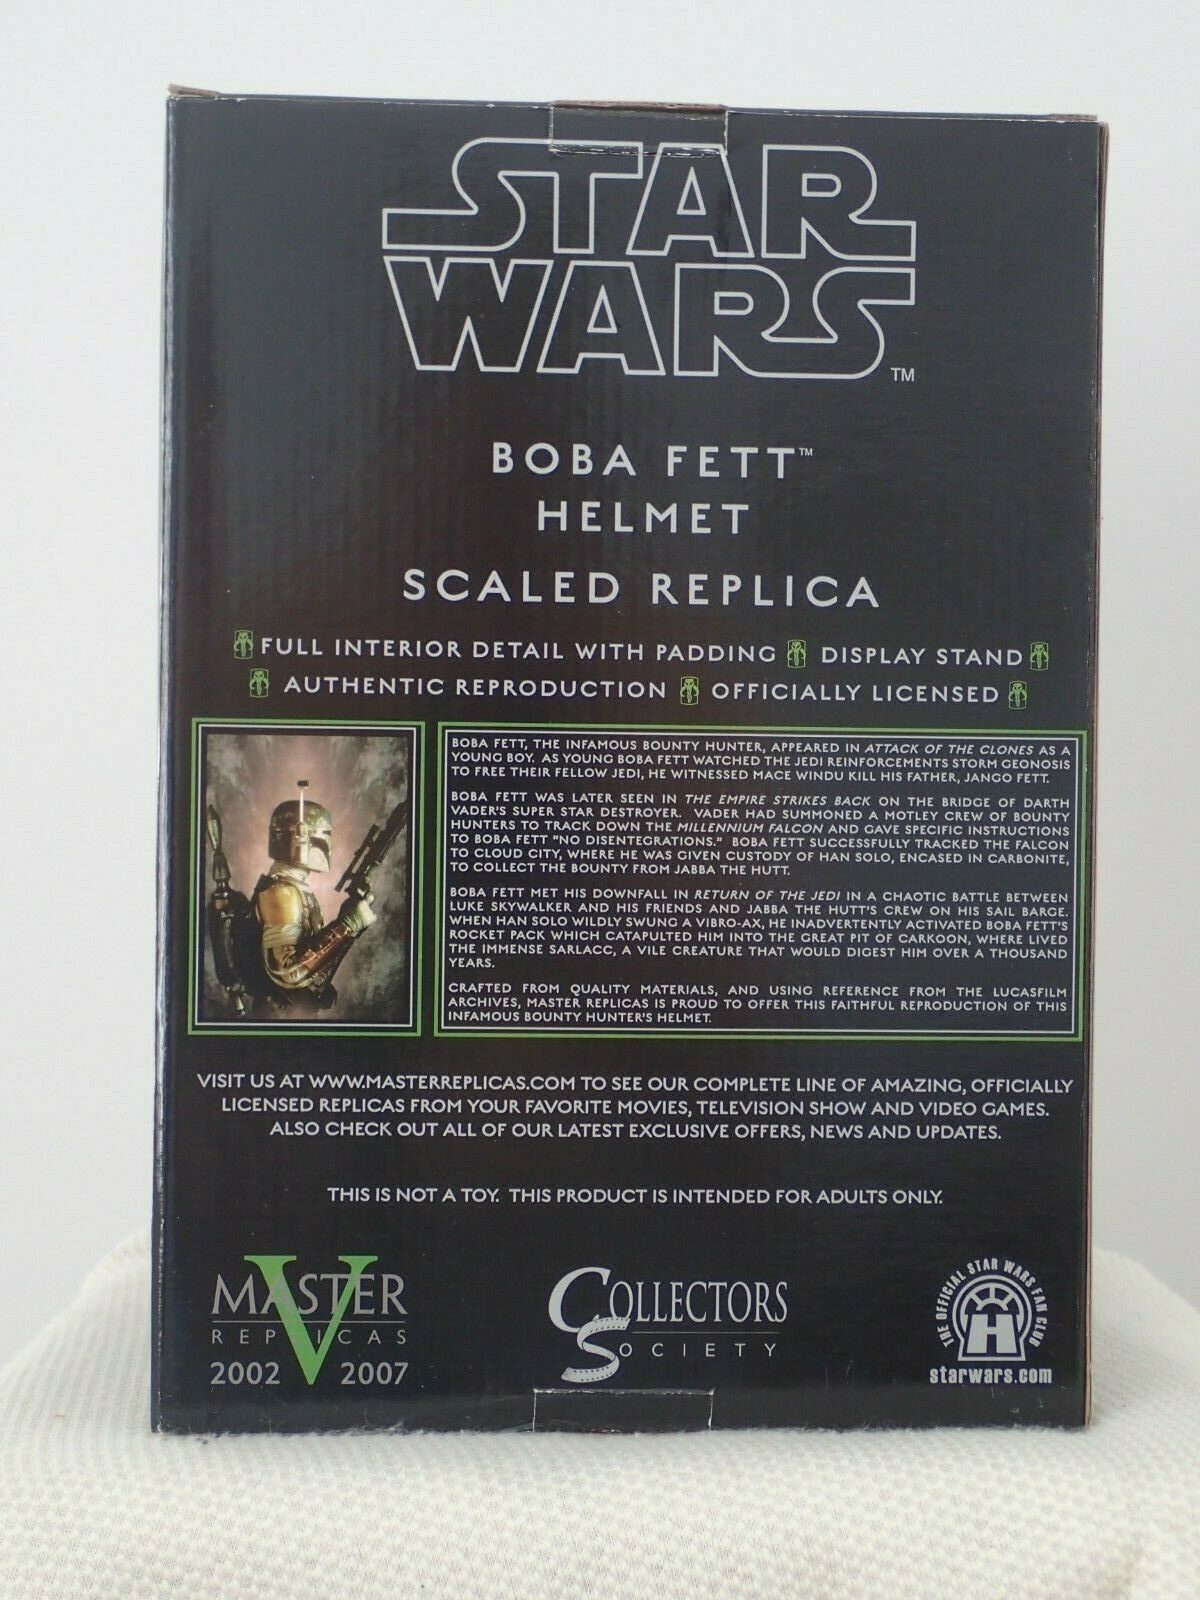 STAR
WARS™
BOBA FETT™
HELMET
SCALED REPLICA
FULL INTERIOR DETAIL WITH PADDING DISPLAY STAND
AUTHENTIC REPRODUCTION OFFICIALLY LICENSED
BOBA FETT, THE INFAMOUS BOUNTY HUNTER, APPEARED IN ATTACK OF THE CLONES AS A
YOUNG BOY. AS YOUNG BOBA FETT WATCHED THE JEDI REINFORCEMENTS STORM GEONOSIS
TO FREE THEIR FELLOW JEDI, HE WITNESSED MACE WINDU KILL HIS FATHER, JANGO FETT.
BOBA FETT WAS LATER SEEN IN THE EMPIRE STRIKES BACK ON THE BRIDGE OF DARTH
VADER'S SUPER STAR DESTROYER. VADER HAD SUMMONED A MOTLEY CREW OF BOUNTY
HUNTERS TO TRACK DOWN THE MILLENNIUM FALCON AND GAVE SPECIFIC INSTRUCTIONS
TO BOBA FETT "NO DISENTEGRATIONS." BOBA FETT SUCCESSFULLY TRACKED THE FALCON
TO CLOUD CITY, WHERE HE WAS GIVEN CUSTODY OF HAN SOLO, ENCASED IN CARBONITE,
TO COLLECT THE BOUNTY FROM JABBA THE HUTT.
BOBA FETT MET HIS DOWNFALL IN RETURN OF THE JEDI IN A CHAOTIC BATTLE BETWEEN
LUKE SKYWALKER AND HIS FRIENDS AND JABBA THE HUTT'S CREW ON HIS SAIL BARGE.
WHEN HAN SOLO WILDLY SWUNG A VIBRO-AX, HE INADVERTENTLY ACTIVATED BOBA FETT'S
ROCKET PACK WHICH CATAPULTED HIM INTO THE GREAT PIT OF CARKOON, WHERE LIVED
THE IMMENSE SARLACC, A VILE CREATURE THAT WOULD DIGEST HIM OVER A THOUSAND
YEARS.
CRAFTED FROM QUALITY MATERIALS, AND USING REFERENCE FROM THE LUCASFILM
ARCHIVES, MASTER REPLICAS IS PROUD TO OFFER THIS FAITHFUL REPRODUCTION OF THIS
INFAMOUS BOUNTY HUNTER'S HELMET.
VISIT US AT WWW.MASTERREPLICAS.COM TO SEE OUR COMPLETE LINE OF AMAZING, OFFICIALLY
LICENSED REPLICAS FROM YOUR FAVORITE MOVIES, TELEVISION SHOW AND VIDEO GAMES.
ALSO CHECK OUT ALL OF OUR LATEST EXCLUSIVE OFFERS, NEWS AND UPDATES.
THIS IS NOT A TOY. THIS PRODUCT IS INTENDED FOR ADULTS ONLY.
MASTER
REPLICAS
2002 V 2007
COLLECTORS
SOCIETY
THE OFFICIAL STAR WARS FAN CLUB
H
starwars.com